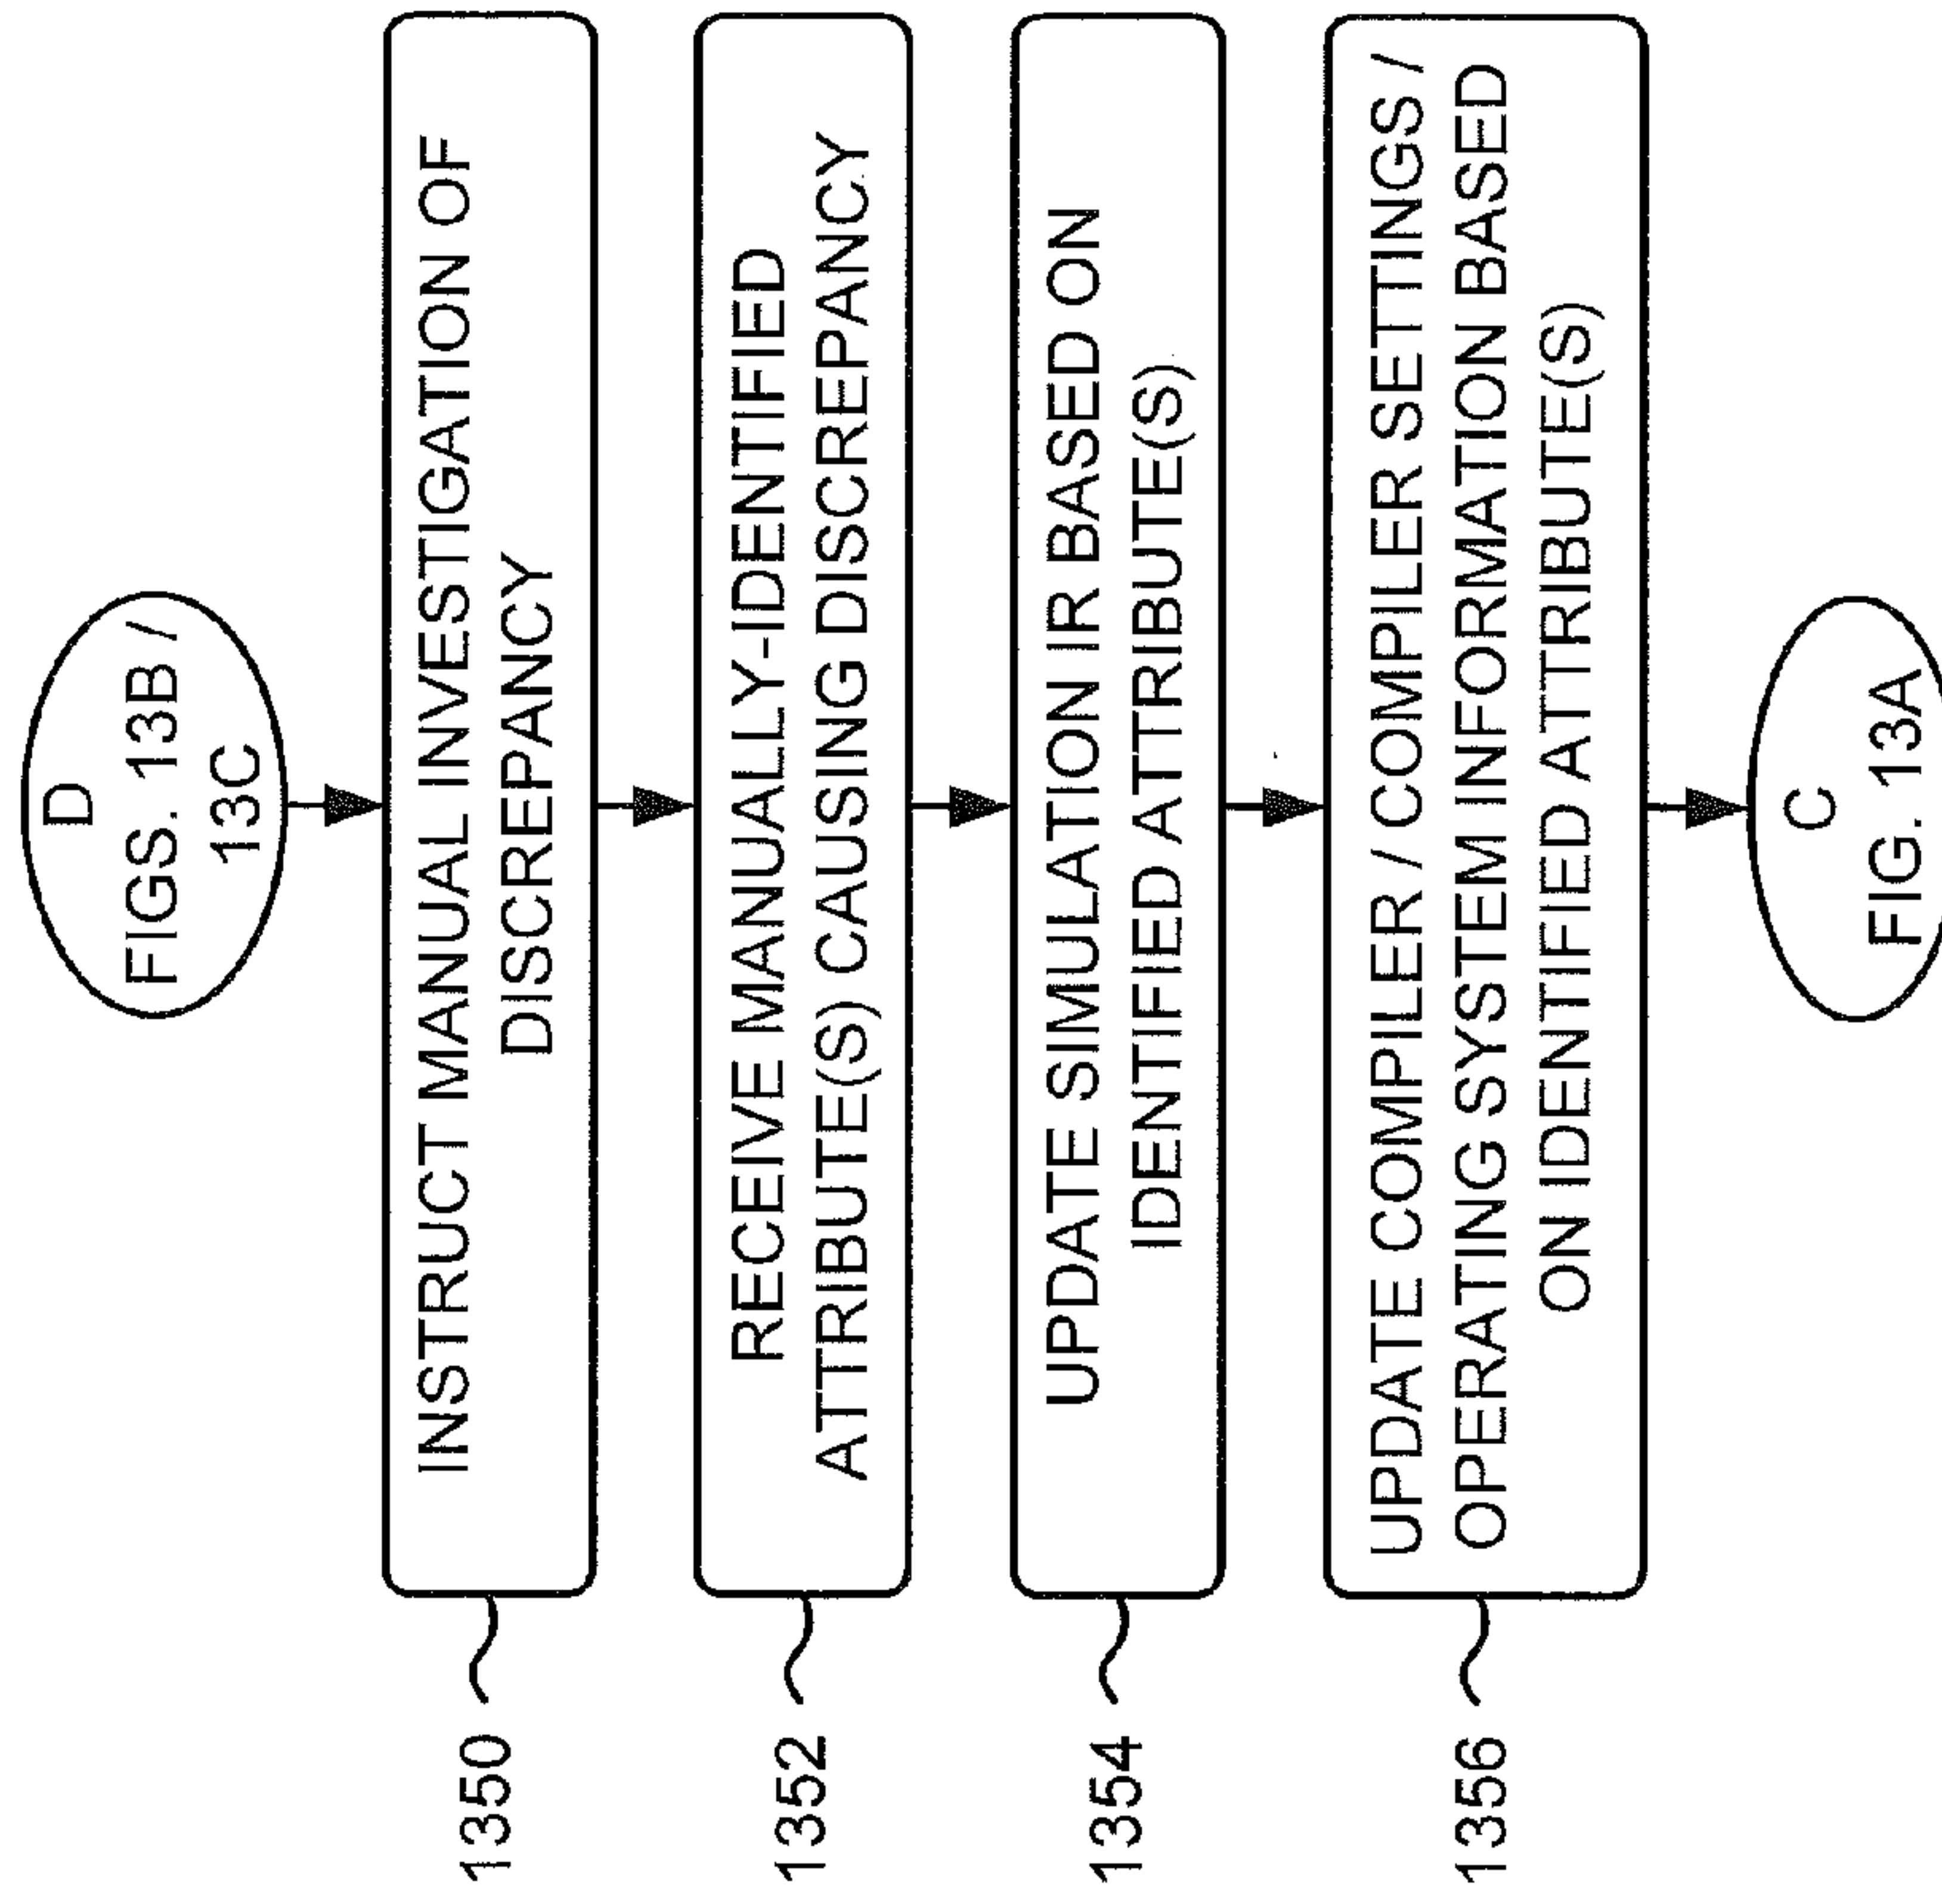 D
FIGS. 13B /
13C
1350
INSTRUCT MANUAL INVESTIGATION OF
DISCREPANCY
1352
RECEIVE MANUALLY-IDENTIFIED
ATTRIBUTE(S) CAUSING DISCREPANCY
1354
UPDATE SIMULATION IR BASED ON
IDENTIFIED ATTRIBUTE(S)
1356
UPDATE COMPILER / COMPILER SETTINGS /
OPERATING SYSTEM INFORMATION BASED
ON IDENTIFIED ATTRIBUTE(S)
C
FIG. 13A